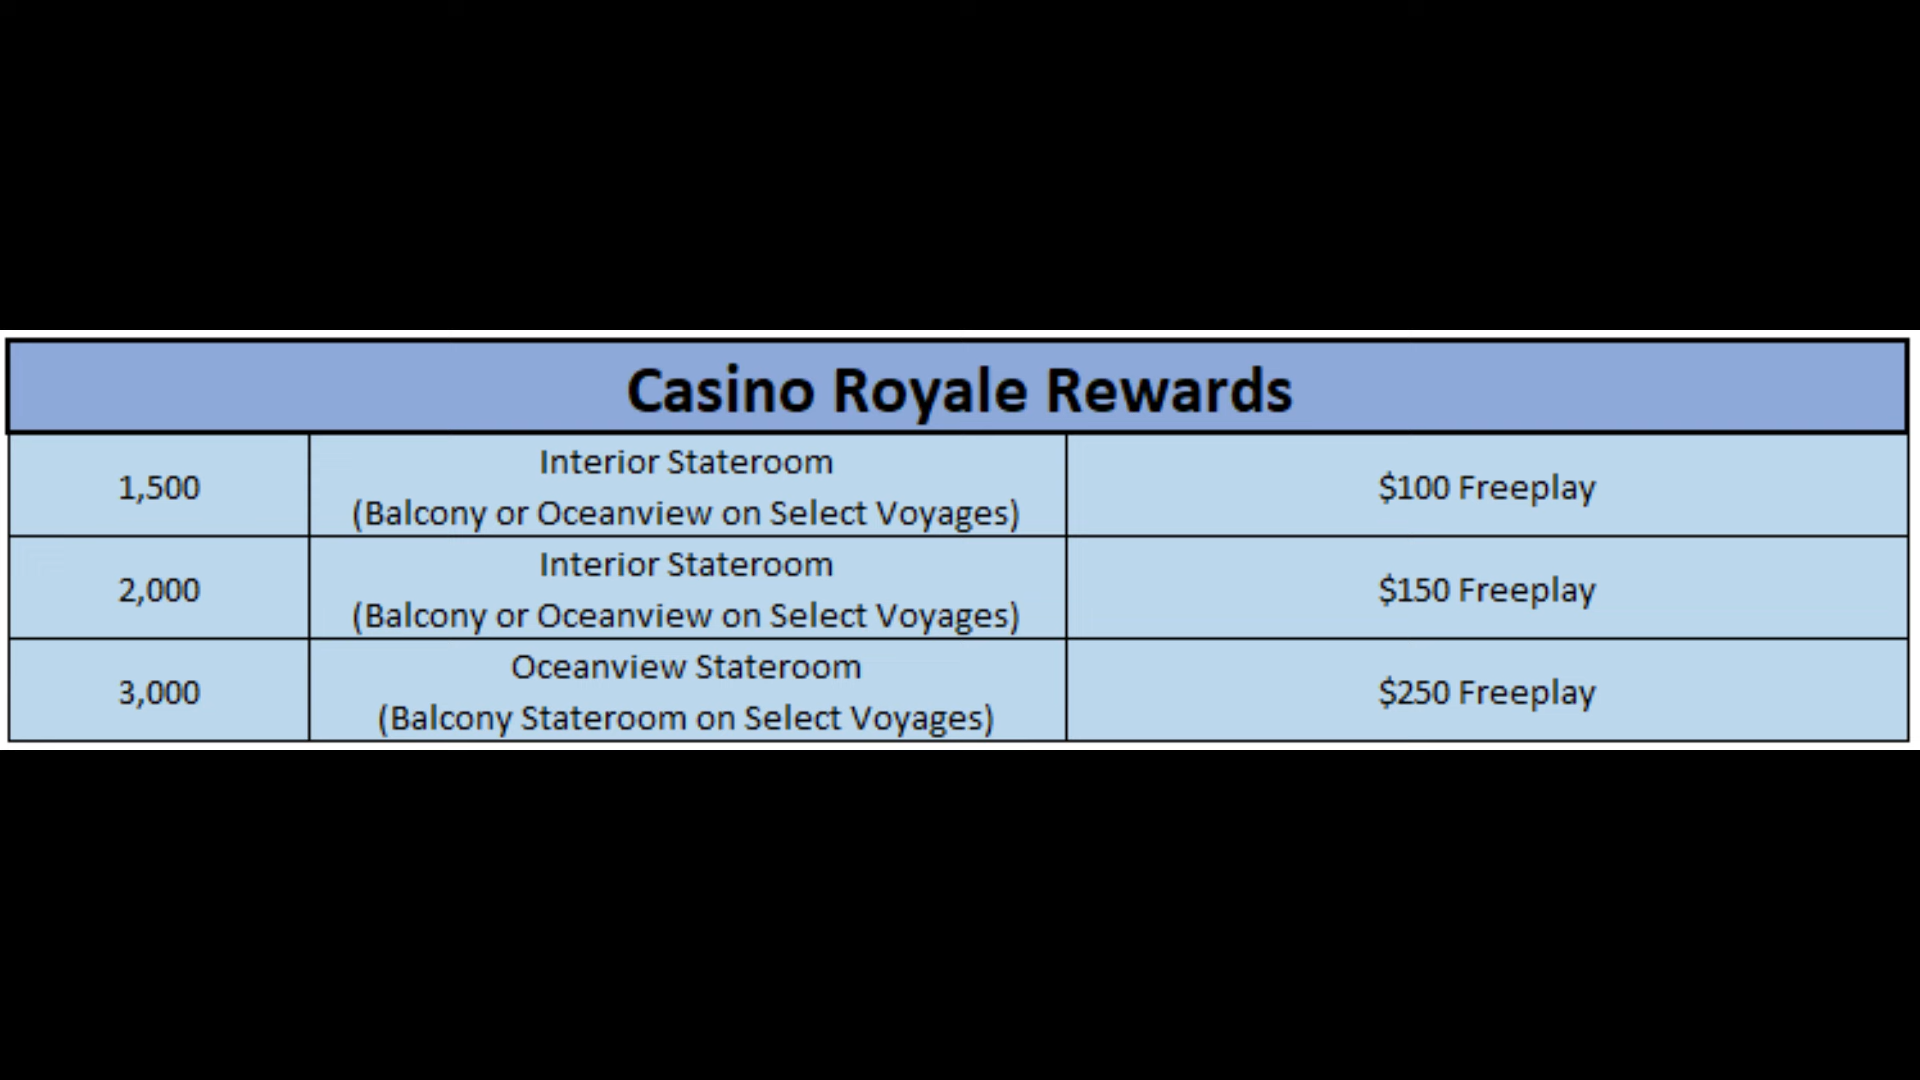 Casino Royale Rewards
1,500
Interior Stateroom
(Balcony or Oceanview on Select Voyages)
$100 Freeplay
2,000
Interior Stateroom
(Balcony or Oceanview on Select Voyages)
$150 Freeplay
3,000
Oceanview Stateroom
(Balcony Stateroom on Select Voyages)
$250 Freeplay